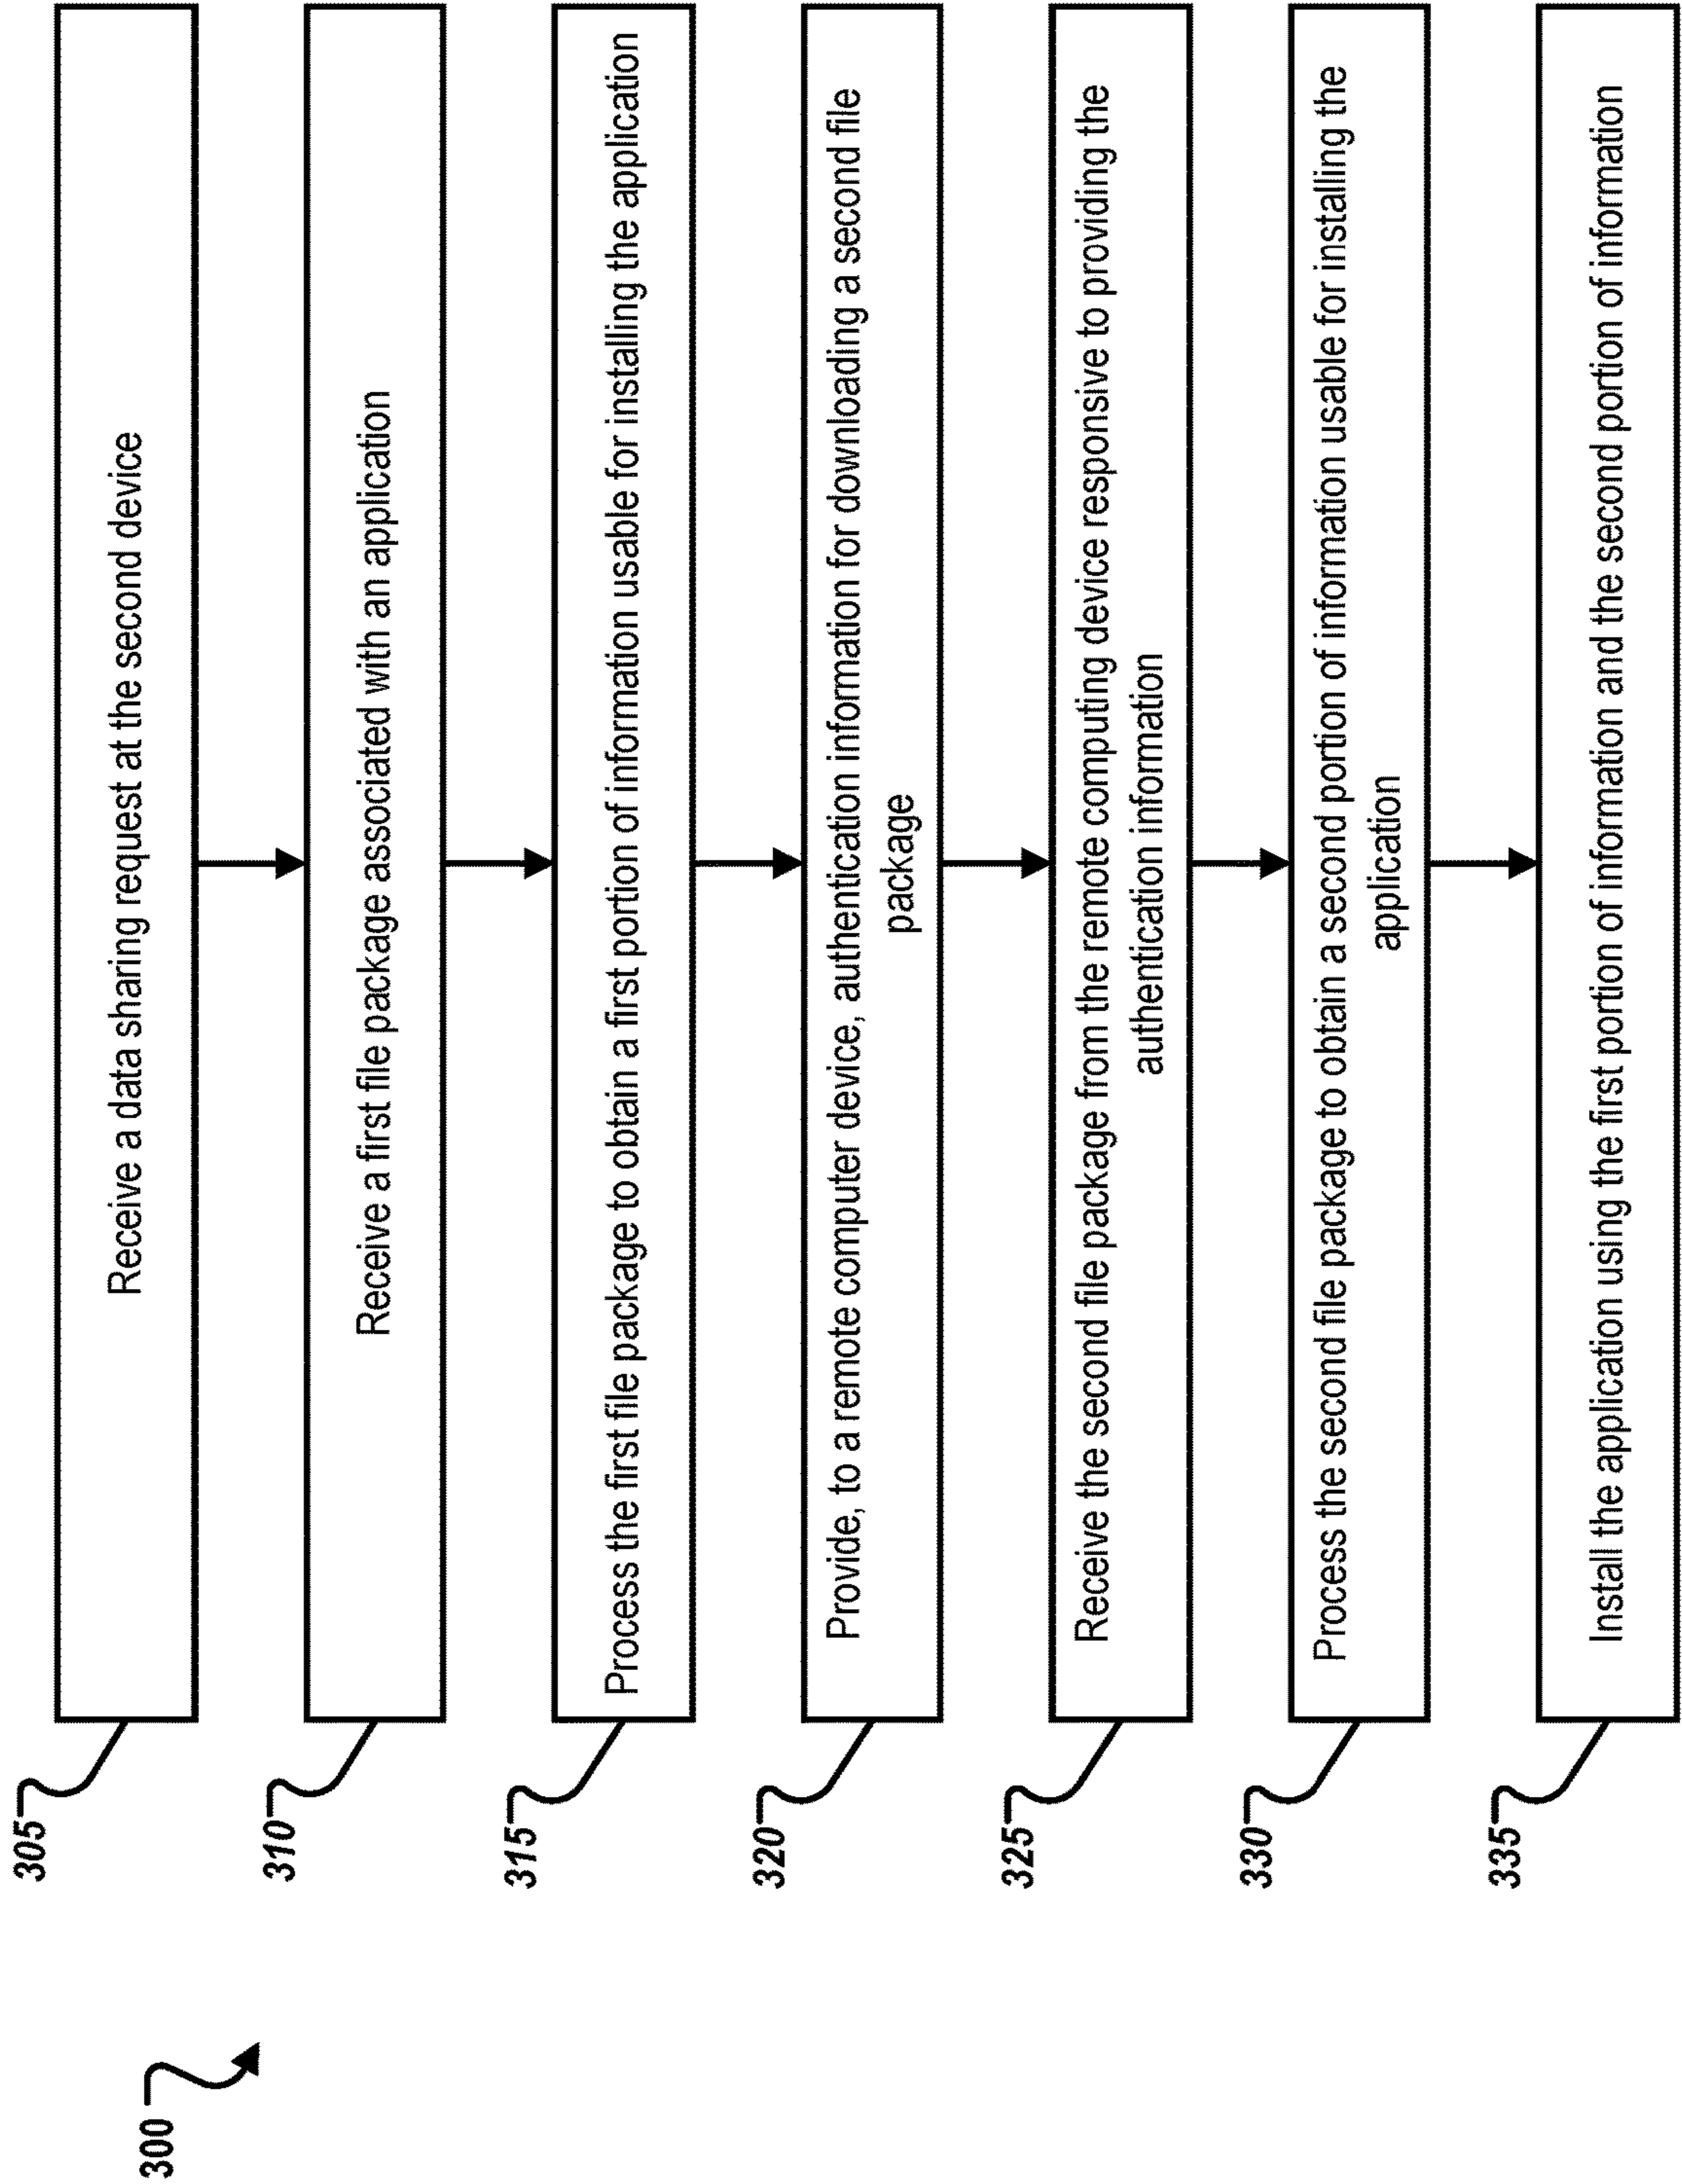 300
305
Receive a data sharing request at the second device
310
Receive a first file package associated with an application
315
Process the first file package to obtain a first portion of information usable for installing the application
320
Provide, to a remote computer device, authentication information for downloading a second file
package
325
Receive the second file package from the remote computing device responsive to providing the
authentication information
330
Process the second file package to obtain a second portion of information usable for installing the
application
335
Install the application using the first portion of information and the second portion of information